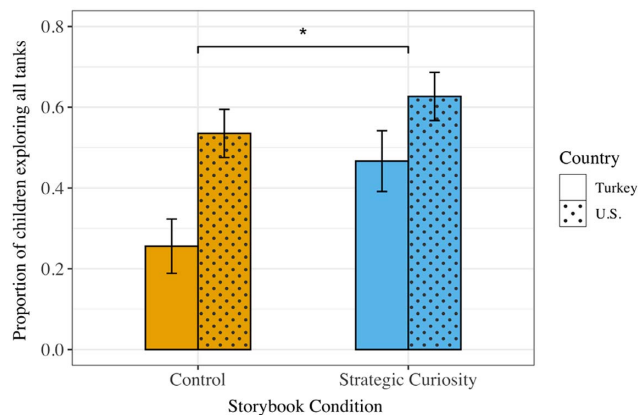 Proportion of children exploring all tanks
0.8
0.6
0.4
0.2
0.0
*
Control
Strategic Curiosity
Storybook Condition
Country
Turkey
U.S.